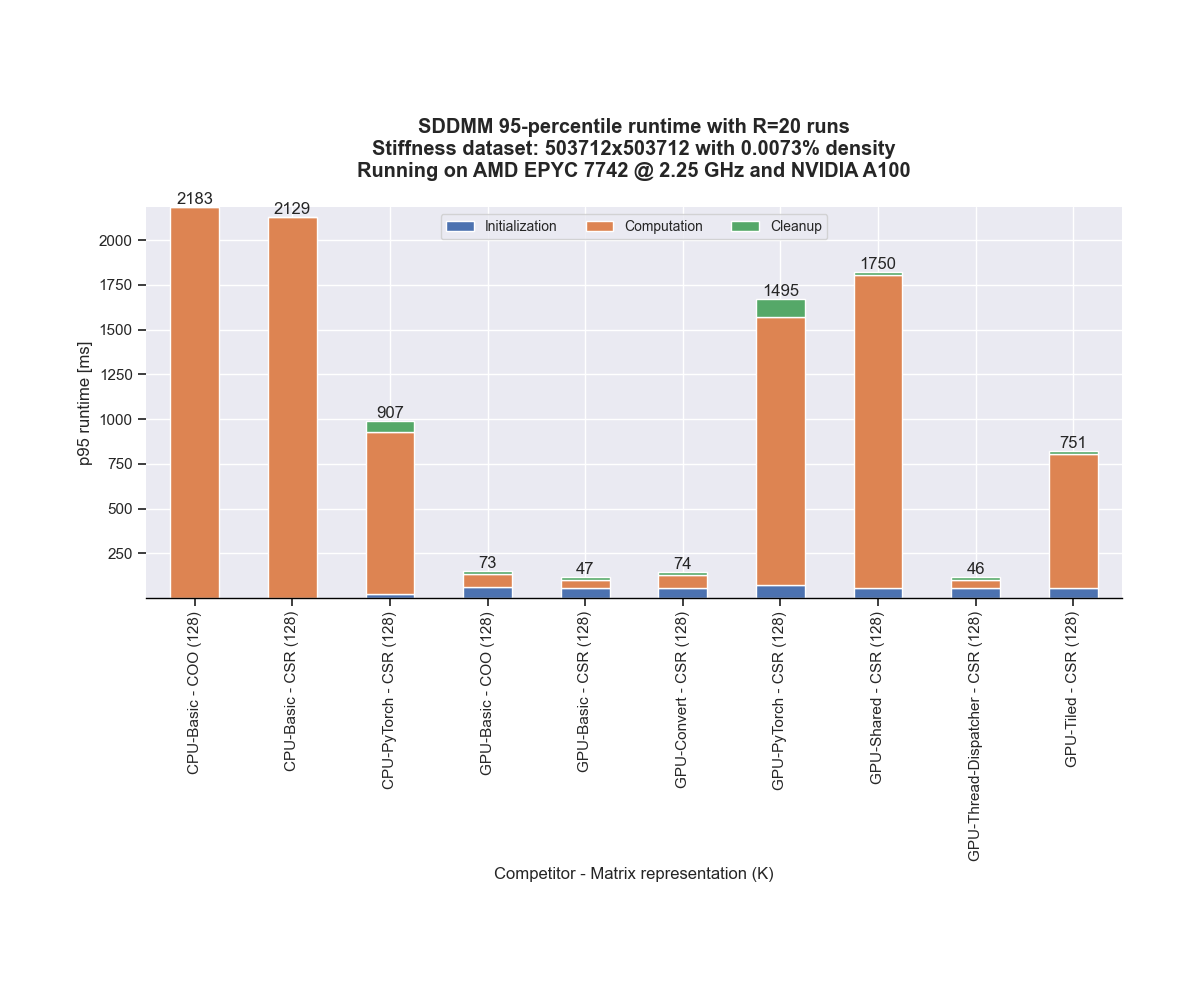 SDDMM 95-percentile runtime with R=20 runs
Stiffness dataset: 503712x503712 with 0.0073% density
Running on AMD EPYC 7742 @ 2.25 GHz and NVIDIA A100
Initialization Computation Cleanup
p95 runtime [ms]
2000
1750
1500
1250
1000
750
500
250
2183
2129
907
73
47
74
1495
1750
46
751
CPU-Basic - COO (128)
CPU-Basic - CSR (128)
CPU-PyTorch - CSR (128)
GPU-Basic - COO (128)
GPU-Basic - CSR (128)
GPU-Convert - CSR (128)
GPU-PyTorch - CSR (128)
GPU-Shared - CSR (128)
GPU-Thread-Dispatcher - CSR (128)
GPU-Tiled - CSR (128)
Competitor - Matrix representation (K)